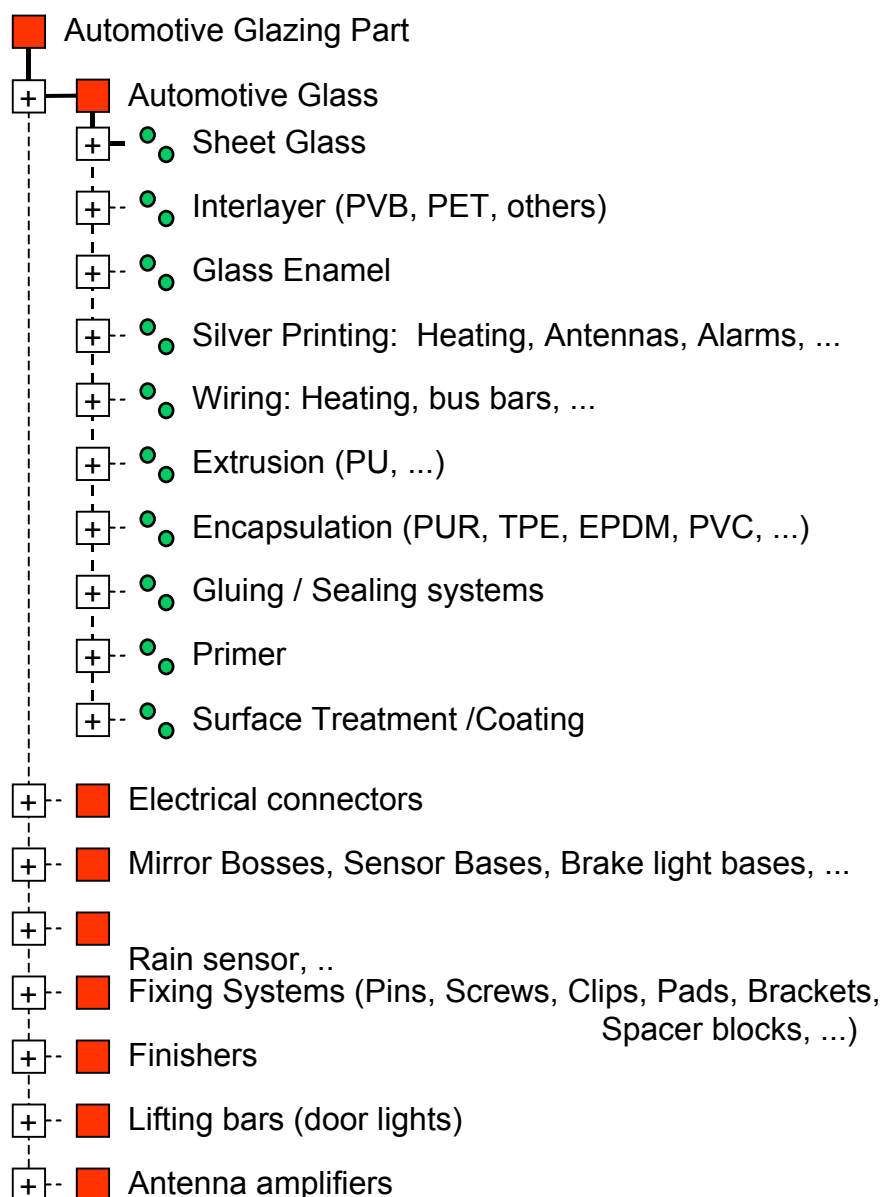 Automotive Glazing Part
+ Automotive Glass
+ Sheet Glass
+ Interlayer (PVB, PET, others)
+ Glass Enamel
+ Silver Printing:  Heating, Antennas, Alarms, ...
+ Wiring: Heating, bus bars, ...
+ Extrusion (PU, ...)
+ Encapsulation (PUR, TPE, EPDM, PVC, ...)
+ Gluing / Sealing systems
+ Primer
+ Surface Treatment /Coating
+ Electrical connectors
+ Mirror Bosses, Sensor Bases, Brake light bases, ...
+
Rain sensor, ..
+ Fixing Systems (Pins, Screws, Clips, Pads, Brackets,
Spacer blocks, ...)
+ Finishers
+ Lifting bars (door lights)
+ Antenna amplifiers